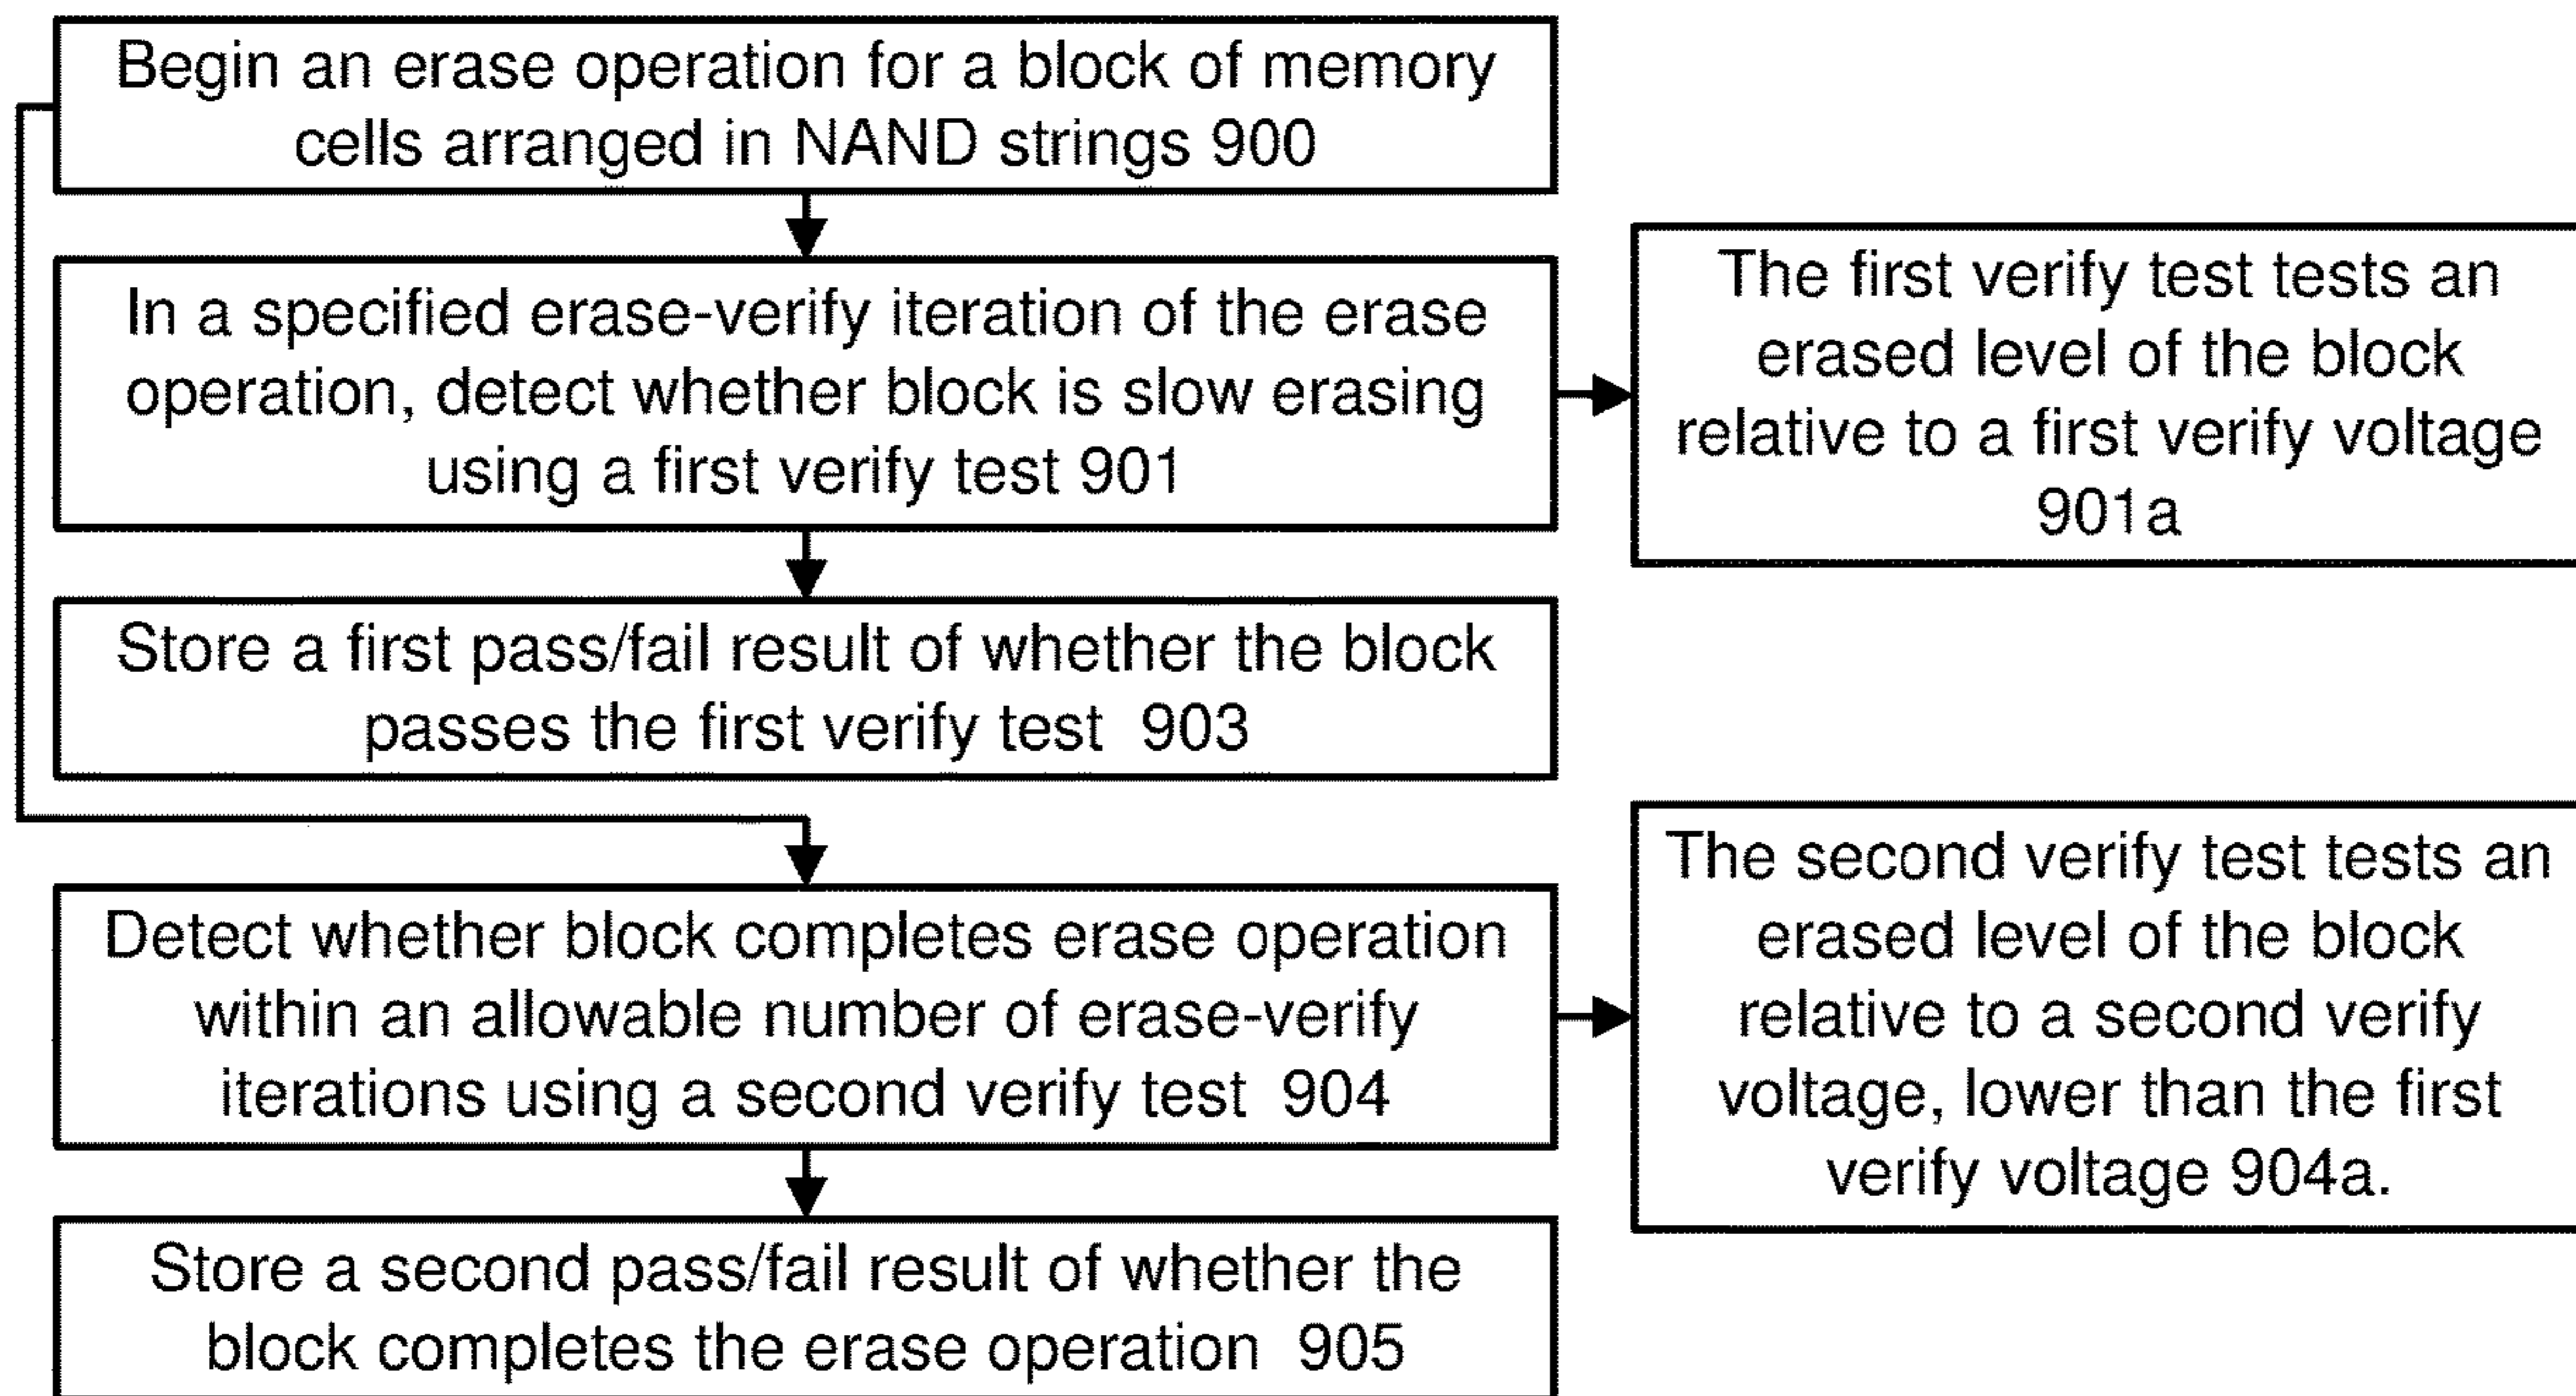 Begin an erase operation for a block of memory
cells arranged in NAND strings 900
In a specified erase-verify iteration of the erase
operation, detect whether block is slow erasing
using a first verify test 901
The first verify test tests an
erased level of the block
relative to a first verify voltage
901a
Store a first pass/fail result of whether the block
passes the first verify test 903
Detect whether block completes erase operation
within an allowable number of erase-verify
iterations using a second verify test 904
The second verify test tests an
erased level of the block
relative to a second verify
voltage, lower than the first
verify voltage 904a.
Store a second pass/fail result of whether the
block completes the erase operation 905